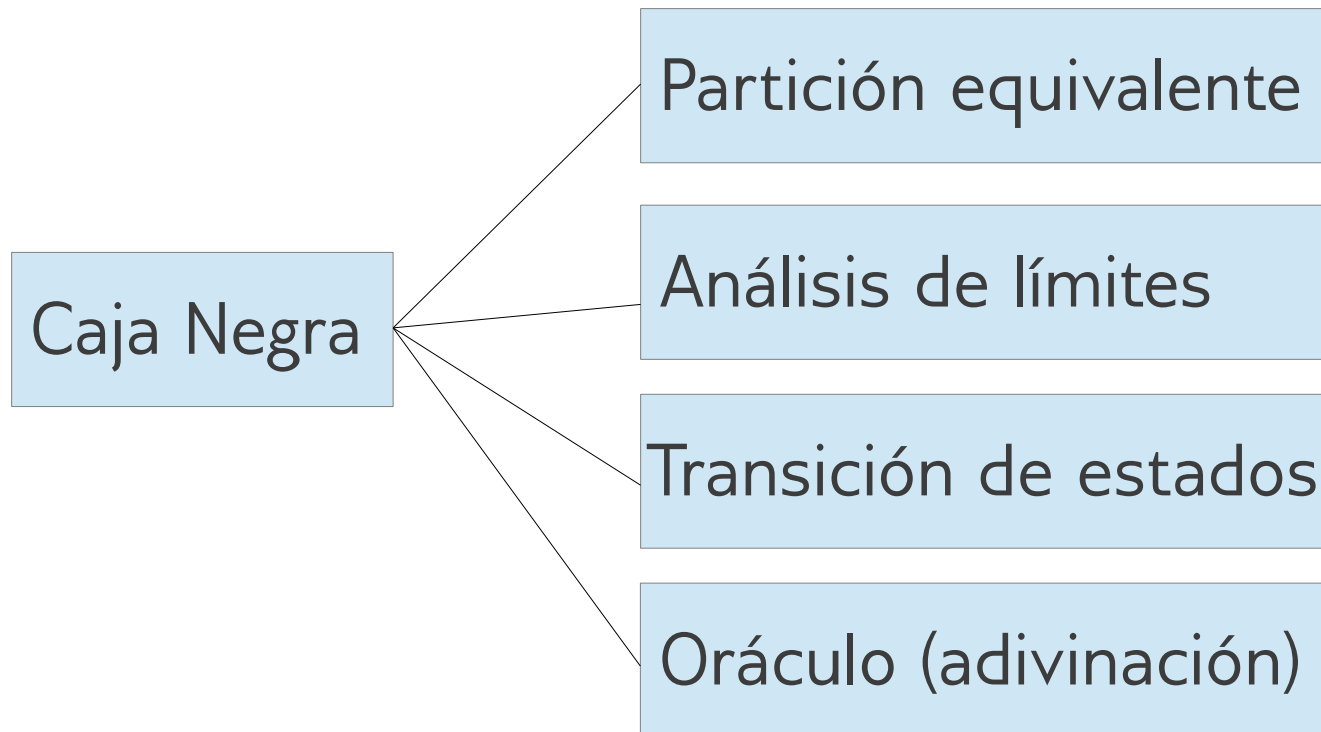 Caja Negra
Partición equivalente
Análisis de límites
Transición de estados
Oráculo (adivinación)